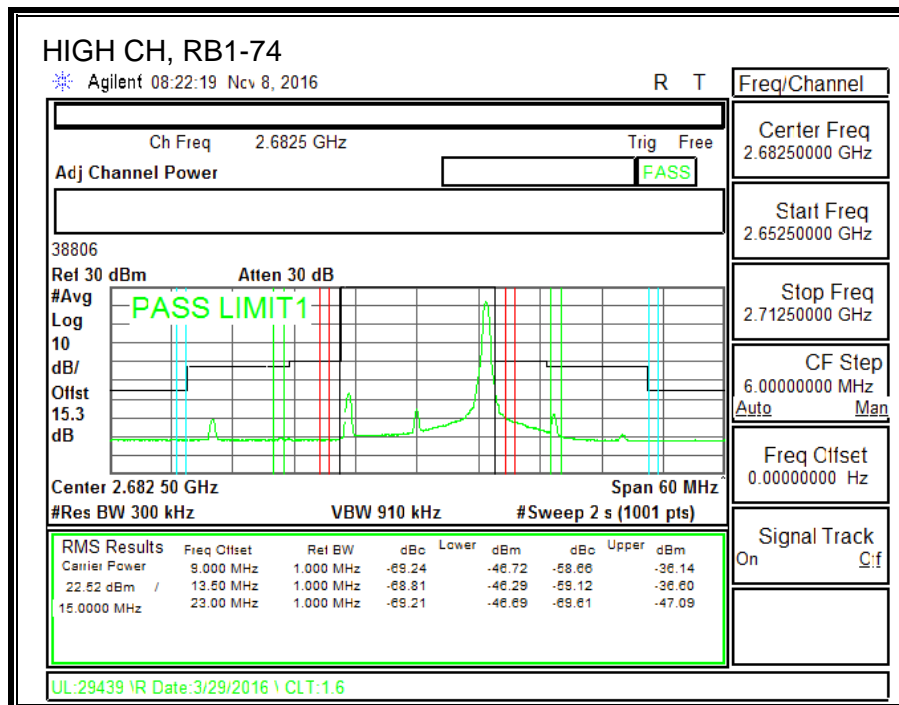 HIGH CH, RB1-74
Agilent 08:22:19 Nov 8, 2016 R T
Freq/Channel
Ch Freq 2.6825 GHz Trig Free
Adj Channel Power PASS
Center Freq
2.68250000 GHz
Start Freq
2.65250000 GHz
Stop Freq
2.71250000 GHz
CF Step
6.00000000 MHz
Auto Man
Freq Offset
0.00000000 Hz
Signal Track
On Off
38806
Ref 30 dBm Atten 30 dB
#Avg
Log
10
dB/
Offst
15.3
dB
PASS LIMIT1
Center 2.682 50 GHz Span 60 MHz
#Res BW 300 kHz VBW 910 kHz #Sweep 2 s (1001 pts)
RMS Results Freq Offset Ref BW dBc Lower dBm dBc Upper dBm
Carrier Power 9.000 MHz 1.000 MHz -69.24 -46.72 -58.66 -36.14
22.52 dBm / 13.50 MHz 1.000 MHz -68.81 -46.29 -59.12 -36.60
15.0000 MHz 23.00 MHz 1.000 MHz -69.21 -46.69 -69.61 -47.09
UL:29439 \R Date:3/29/2016 \ CLT:1.6